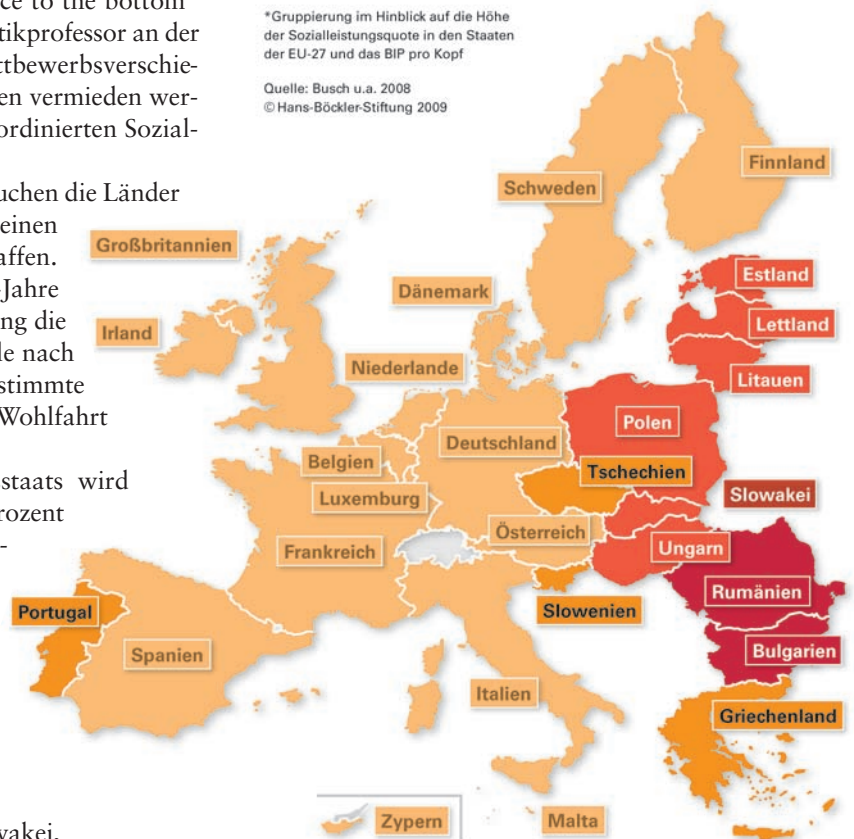 ce to the bottom
tikprofessor an der
ttbewerbsverschie-
en vermieden wer-
ordinierten Sozial-
uchen die Länder
einen
affen.
Jahre
ng die
le nach
stimmte
Wohlfahrt
staats wird
rozent
-
wakei,
*Gruppierung im Hinblick auf die Höhe
der Sozialleistungsquote in den Staaten
der EU-27 und das BIP pro Kopf
Quelle: Busch u.a. 2008
© Hans-Böckler-Stiftung 2009
Finnland
Schweden
Großbritannien
Estland
Dänemark
Lettland
Irland
Niederlande
Litauen
Polen
Deutschland
Belgien
Tschechien
Luxemburg
Slowakei
Österreich
Frankreich
Ungarn
Rumänien
Portugal
Slowenien
Spanien
Bulgarien
Italien
Griechenland
Zypern
Malta